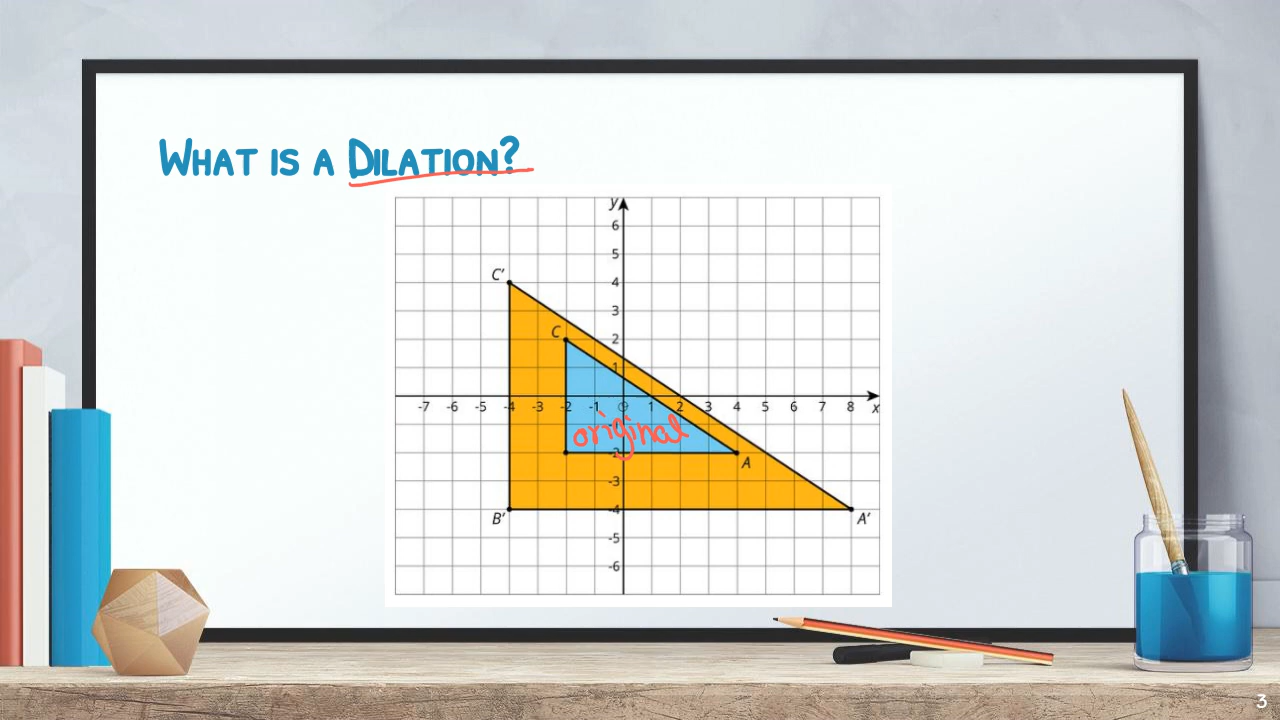 What is a Dilation?
y
6
5
C' 4
3
C 2
1
-7 -6 -5 -4 -3 -2 -1 0 1 2 3 4 5 6 7 8 x
original
-2
A
-3
B' -4 A'
-5
-6
3